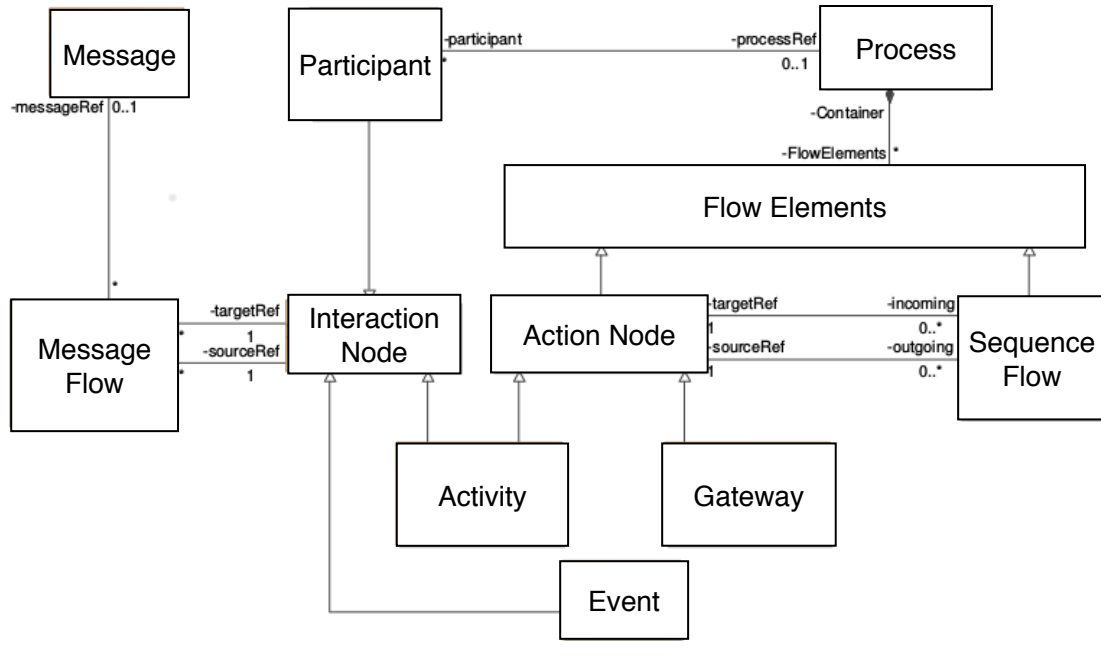 Message
Participant
-participant
*
-processRef
0..1
Process
-messageRef
0..1
-Container
-FlowElements
*
Flow Elements
*
Message
Flow
-targetRef
*
1
-sourceRef
*
1
Interaction
Node
Action Node
-targetRef
1
-incoming
0..*
-sourceRef
1
-outgoing
0..*
Sequence
Flow
Activity
Gateway
Event